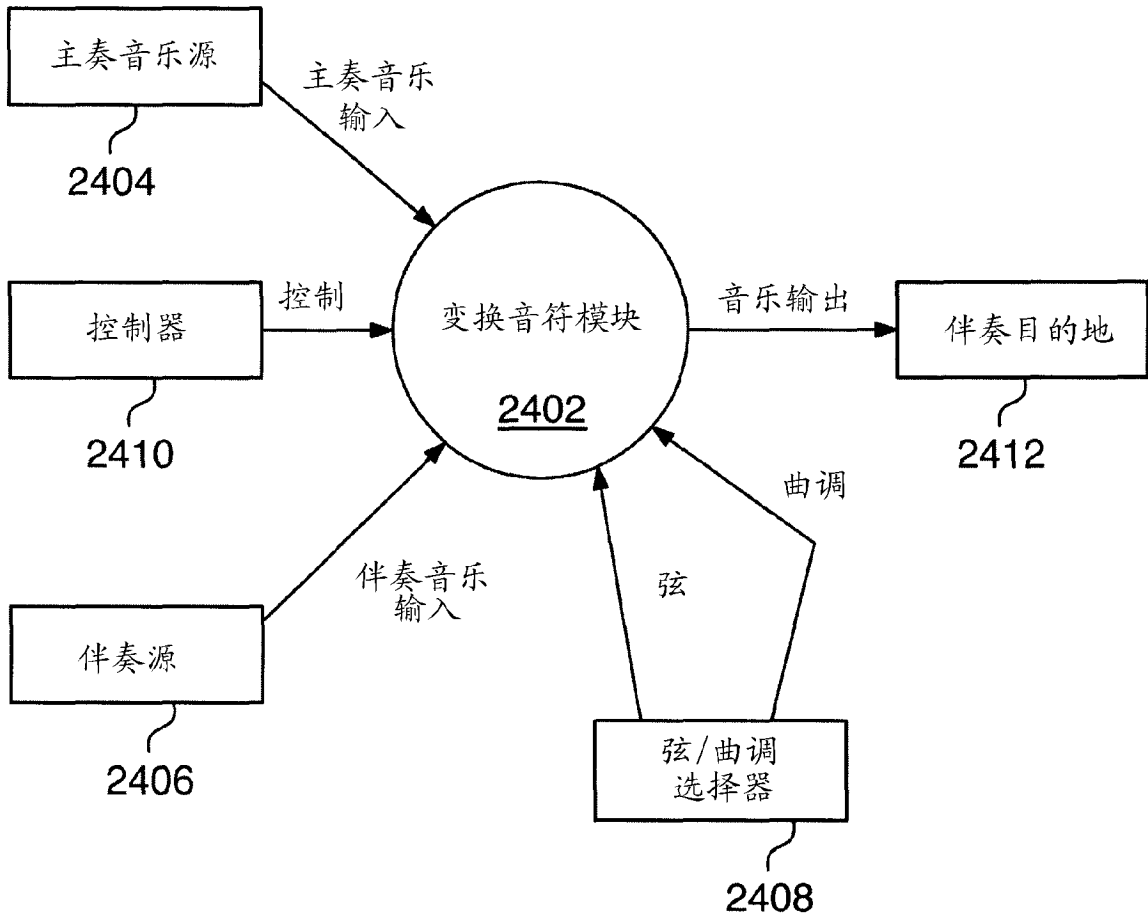 主奏音乐源
主奏音乐
输入
2404
控制器
控制
变换音符模块
2402
音乐输出
伴奏目的地
2410
2412
曲调
伴奏音乐
输入
弦
伴奏源
2406
弦/曲调
选择器
2408